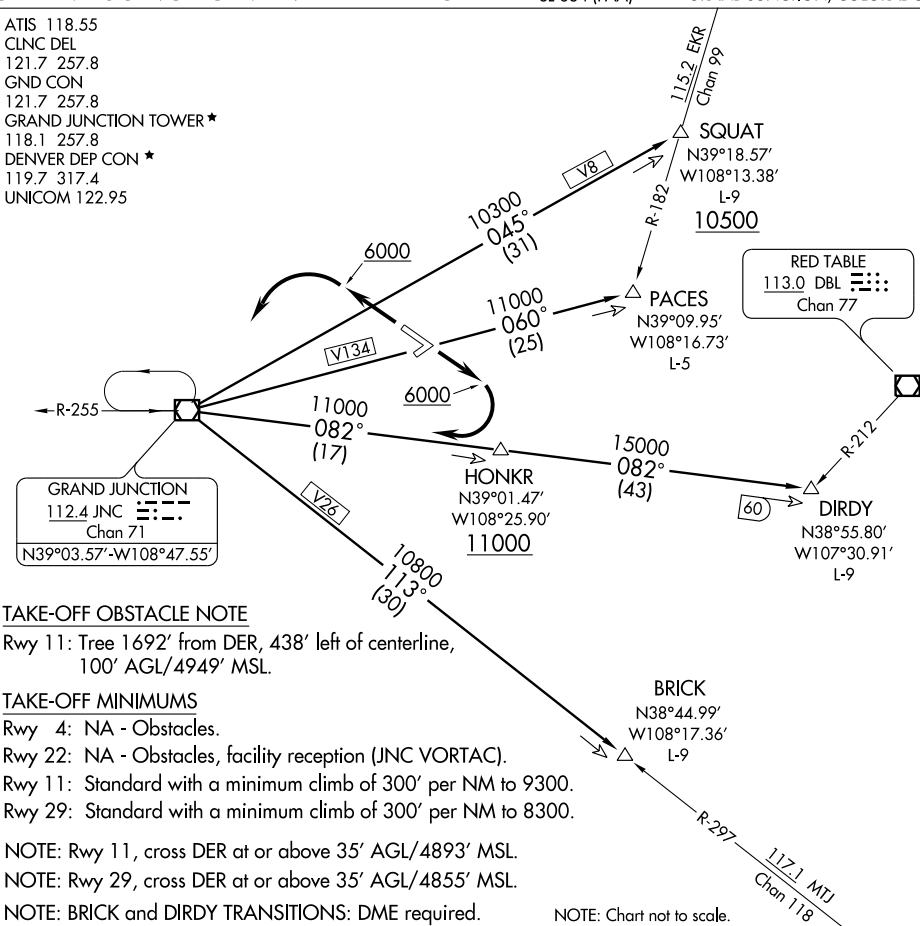 ATIS 118.55
CLNC DEL
121.7 257.8
GND CON
121.7 257.8
GRAND JUNCTION TOWER★
118.1 257.8
DENVER DEP CON ★
119.7 317.4
UNICOM 122.95
115.2 EKR
Chan 99
SQUAT
N39°18.57′
W108°13.38′
L-9
10500
V8
R-182
10300
045°
(31)
6000
RED TABLE
113.0 DBL
Chan 77
PACES
N39°09.95′
W108°16.73′
L-5
11000
060°
(25)
V134
6000
R-255
11000
082°
(17)
R-212
15000
082°
(43)
HONKR
N39°01.47′
W108°25.90′
11000
60
DIRDY
N38°55.80′
W107°30.91′
L-9
GRAND JUNCTION
112.4 JNC
Chan 71
N39°03.57′-W108°47.55′
V26
10800
113°
(30)
TAKE-OFF OBSTACLE NOTE
Rwy 11: Tree 1692′ from DER, 438′ left of centerline,
100′ AGL/4949′ MSL.
TAKE-OFF MINIMUMS
Rwy 4: NA - Obstacles.
Rwy 22: NA - Obstacles, facility reception (JNC VORTAC).
Rwy 11: Standard with a minimum climb of 300′ per NM to 9300.
Rwy 29: Standard with a minimum climb of 300′ per NM to 8300.
BRICK
N38°44.99′
W108°17.36′
L-9
R-297
117.1 MTJ
Chan 118
NOTE: Rwy 11, cross DER at or above 35′ AGL/4893′ MSL.
NOTE: Rwy 29, cross DER at or above 35′ AGL/4855′ MSL.
NOTE: BRICK and DIRDY TRANSITIONS: DME required.
NOTE: Chart not to scale.